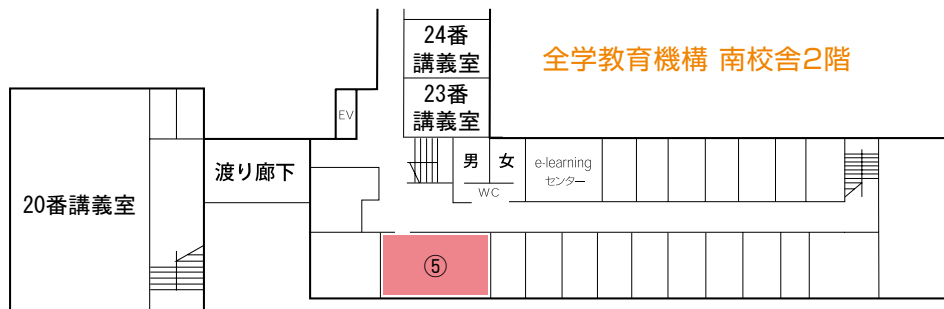 24番
講義室
全学教育機構 南校舎2階
23番
講義室
EV
渡り廊下
男
女
e-learning
センター
WC
20番講義室
⑤